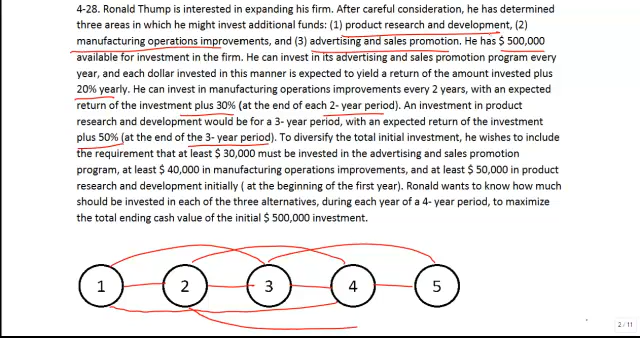 4-28. Ronald Thump is interested in expanding his firm. After careful consideration, he has determined
three areas in which he might invest additional funds: (1) product research and development, (2)
manufacturing operations improvements, and (3) advertising and sales promotion. He has $ 500,000
available for investment in the firm. He can invest in its advertising and sales promotion program every
year, and each dollar invested in this manner is expected to yield a return of the amount invested plus
20% yearly. He can invest in manufacturing operations improvements every 2 years, with an expected
return of the investment plus 30% (at the end of each 2- year period). An investment in product
research and development would be for a 3- year period, with an expected return of the investment
plus 50% (at the end of the 3- year period). To diversify the total initial investment, he wishes to include
the requirement that at least $ 30,000 must be invested in the advertising and sales promotion
program, at least $ 40,000 in manufacturing operations improvements, and at least $ 50,000 in product
research and development initially ( at the beginning of the first year). Ronald wants to know how much
should be invested in each of the three alternatives, during each year of a 4- year period, to maximize
the total ending cash value of the initial $ 500,000 investment.
1 2 3 4 5
2 / 11